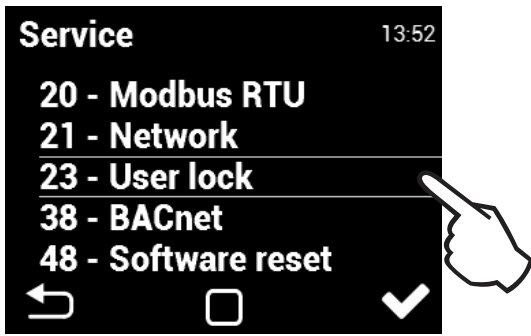 Service
13:52
20 - Modbus RTU
21 - Network
23 - User lock
38 - BACnet
48 - Software reset